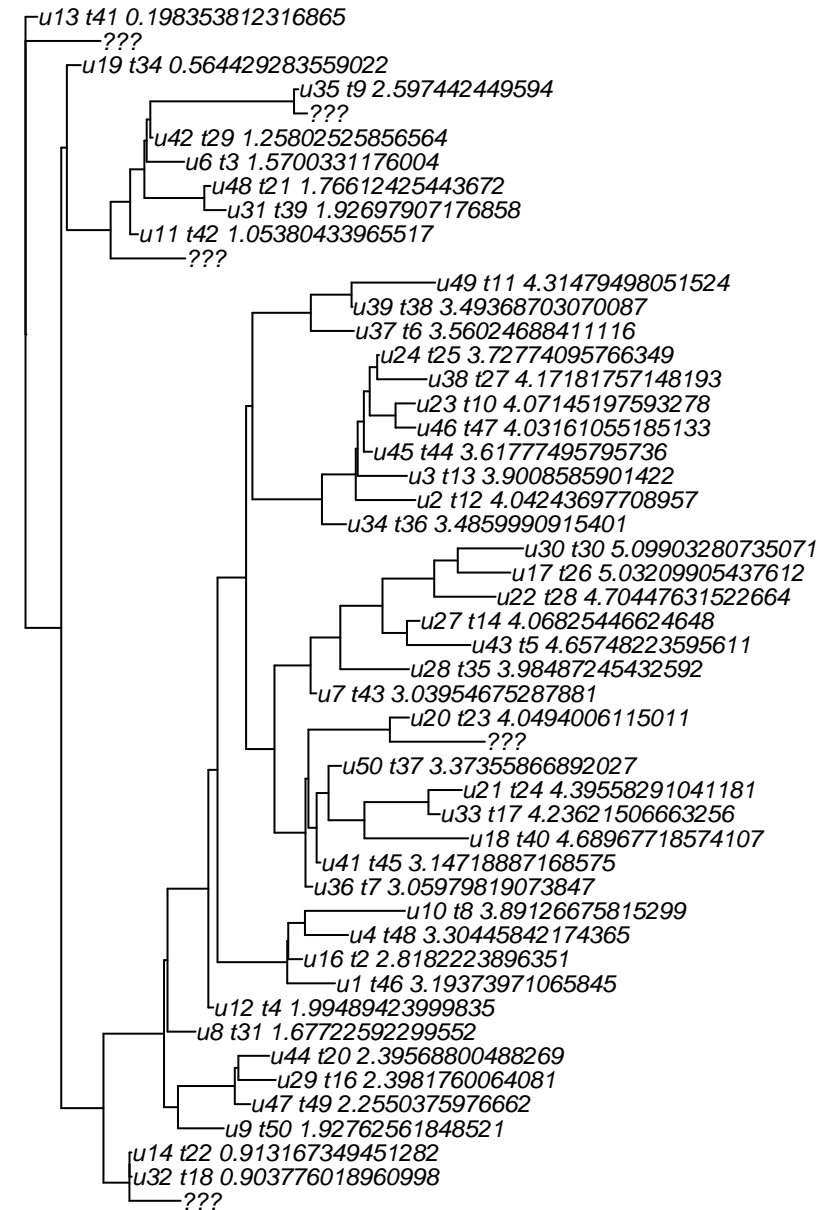 u13 t41 0.198353812316865
???
u19 t34 0.564429283559022
u35 t9 2.597442449594
???
u42 t29 1.25802525856564
u6 t3 1.5700331176004
u48 t21 1.76612425443672
u31 t39 1.92697907176858
u11 t42 1.05380433965517
???
u49 t11 4.31479498051524
u39 t38 3.49368703070087
u37 t6 3.56024688411116
u24 t25 3.72774095766349
u38 t27 4.17181757148193
u23 t10 4.07145197593278
u46 t47 4.03161055185133
u45 t44 3.61777495795736
u3 t13 3.9008585901422
u2 t12 4.04243697708957
u34 t36 3.4859990915401
u30 t30 5.09903280735071
u17 t26 5.03209905437612
u22 t28 4.70447631522664
u27 t14 4.06825446624648
u43 t5 4.65748223595611
u28 t35 3.98487245432592
u7 t43 3.03954675287881
u20 t23 4.0494006115011
???
u50 t37 3.37355866892027
u21 t24 4.39558291041181
u33 t17 4.23621506663256
u18 t40 4.68967718574107
u41 t45 3.14718887168575
u36 t7 3.05979819073847
u10 t8 3.89126675815299
u4 t48 3.30445842174365
u16 t2 2.8182223896351
u1 t46 3.19373971065845
u12 t4 1.99489423999835
u8 t31 1.67722592299552
u44 t20 2.39568800488269
u29 t16 2.3981760064081
u47 t49 2.2550375976662
u9 t50 1.92762561848521
u14 t22 0.913167349451282
u32 t18 0.903776018960998
???